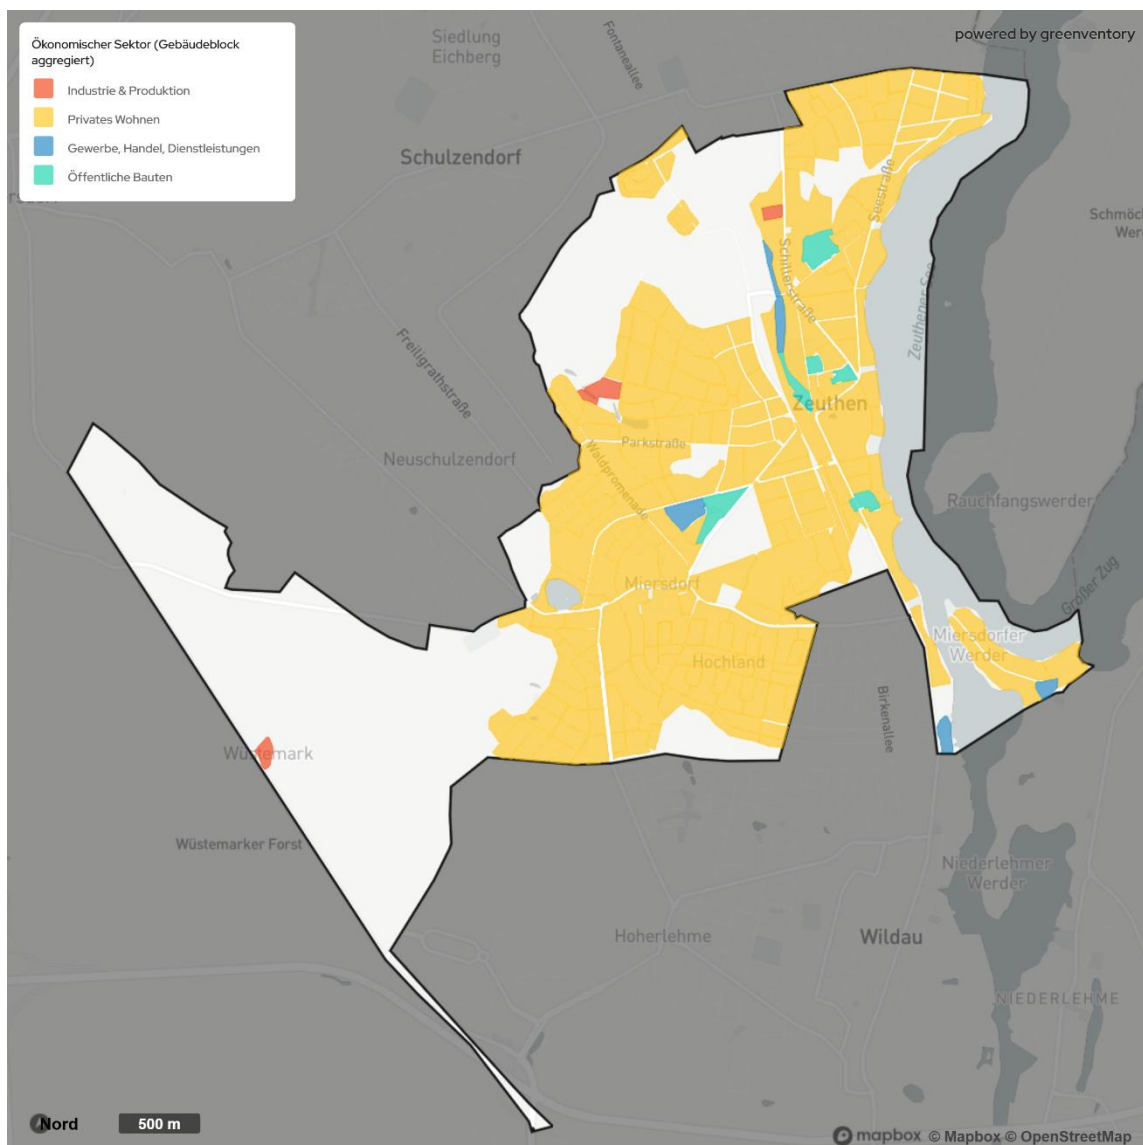 Ökonomischer Sektor (Gebäudeblock
aggregiert)
Industrie & Produktion
Privates Wohnen
Gewerbe, Handel, Dienstleistungen
Öffentliche Bauten
powered by greenventory
Siedlung
Eichberg
Fontaneallee
Schulzendorf
Seestraße
Schillerstraße
Zeuthener See
Freiligrathstraße
Zeuthen
Parkstraße
Neuschulzendorf
Waldpromenade
Rauchfangswerder
Großer Zug
Miersdorf
Miersdorfer
Werder
Hochland
Birkenallee
Wüstemark
Wüstemarker Forst
Niederlehmer
Werder
Hoherlehme
Wildau
NIEDERLEHME
Nord
500 m
mapbox © Mapbox © OpenStreetMap